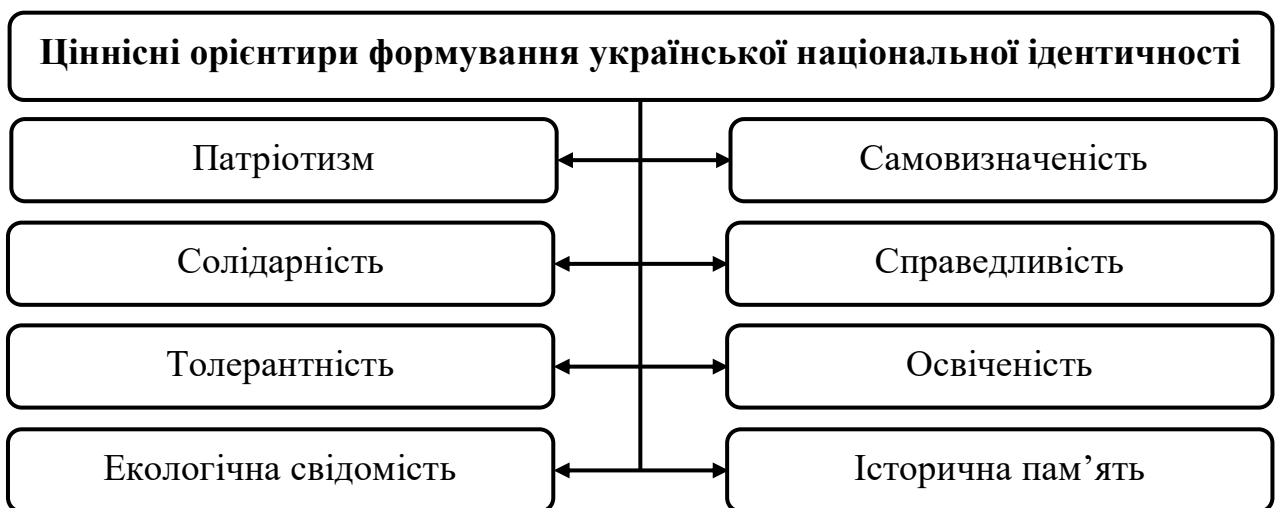 Ціннісні орієнтири формування української національної ідентичності
Патріотизм
Самовизначеність
Солідарність
Справедливість
Толерантність
Освіченість
Екологічна свідомість
Історична пам’ять